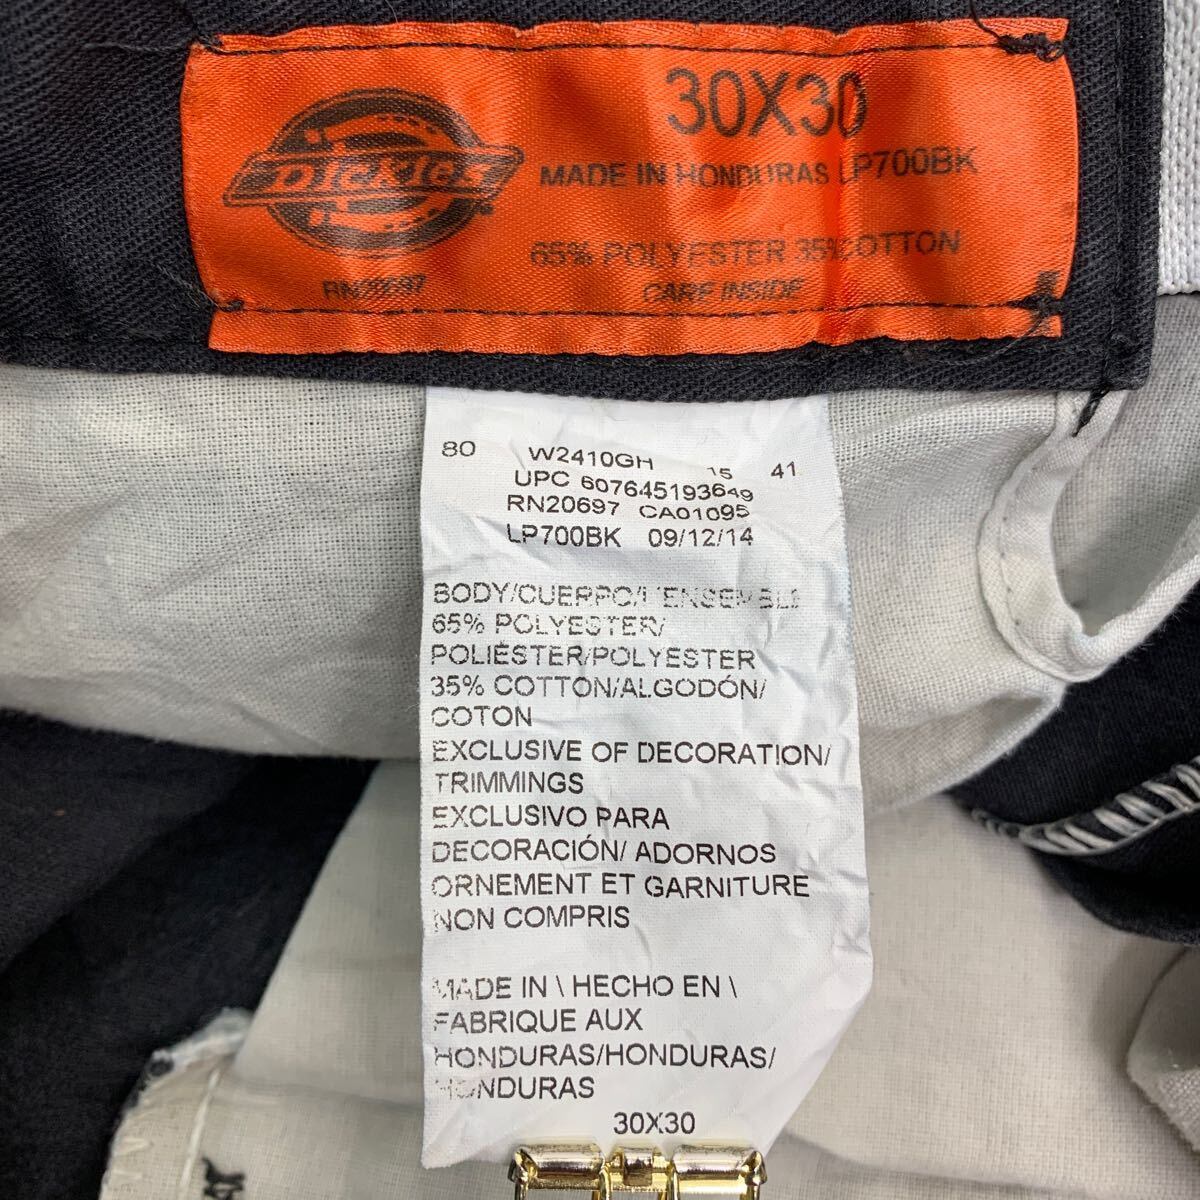 30X30
DICKIES
MADE IN HONDURAS LP700BK
65% POLYESTER 35% COTTON
RN20697
CARE INSIDE
80 W2410GH 15 41
UPC 607645193649
RN20697 CA01095
LP700BK 09/12/14
BODY/CUERPO/L'ENSEMBLE
65% POLYESTER/
POLIÉSTER/POLYESTER
35% COTTON/ALGODÓN/
COTON
EXCLUSIVE OF DECORATION/
TRIMMINGS
EXCLUSIVO PARA
DECORACIÓN/ ADORNOS
ORNEMENT ET GARNITURE
NON COMPRIS
MADE IN \ HECHO EN \
FABRIQUE AUX
HONDURAS/HONDURAS/
HONDURAS
30X30